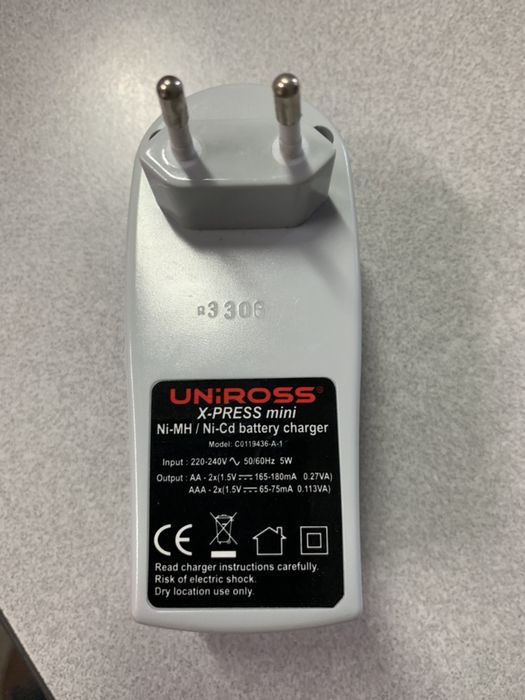 3306
UNiROSS®
X-PRESS mini
Ni-MH / Ni-Cd battery charger
Model: C0119436-A-1
Input : 220-240V ∿ 50/60Hz 5W
Output : AA - 2x(1.5V ⎓ 165-180mA 0.27VA)
AAA - 2x(1.5V ⎓ 65-75mA 0.113VA)
CE
Read charger instructions carefully.
Risk of electric shock.
Dry location use only.